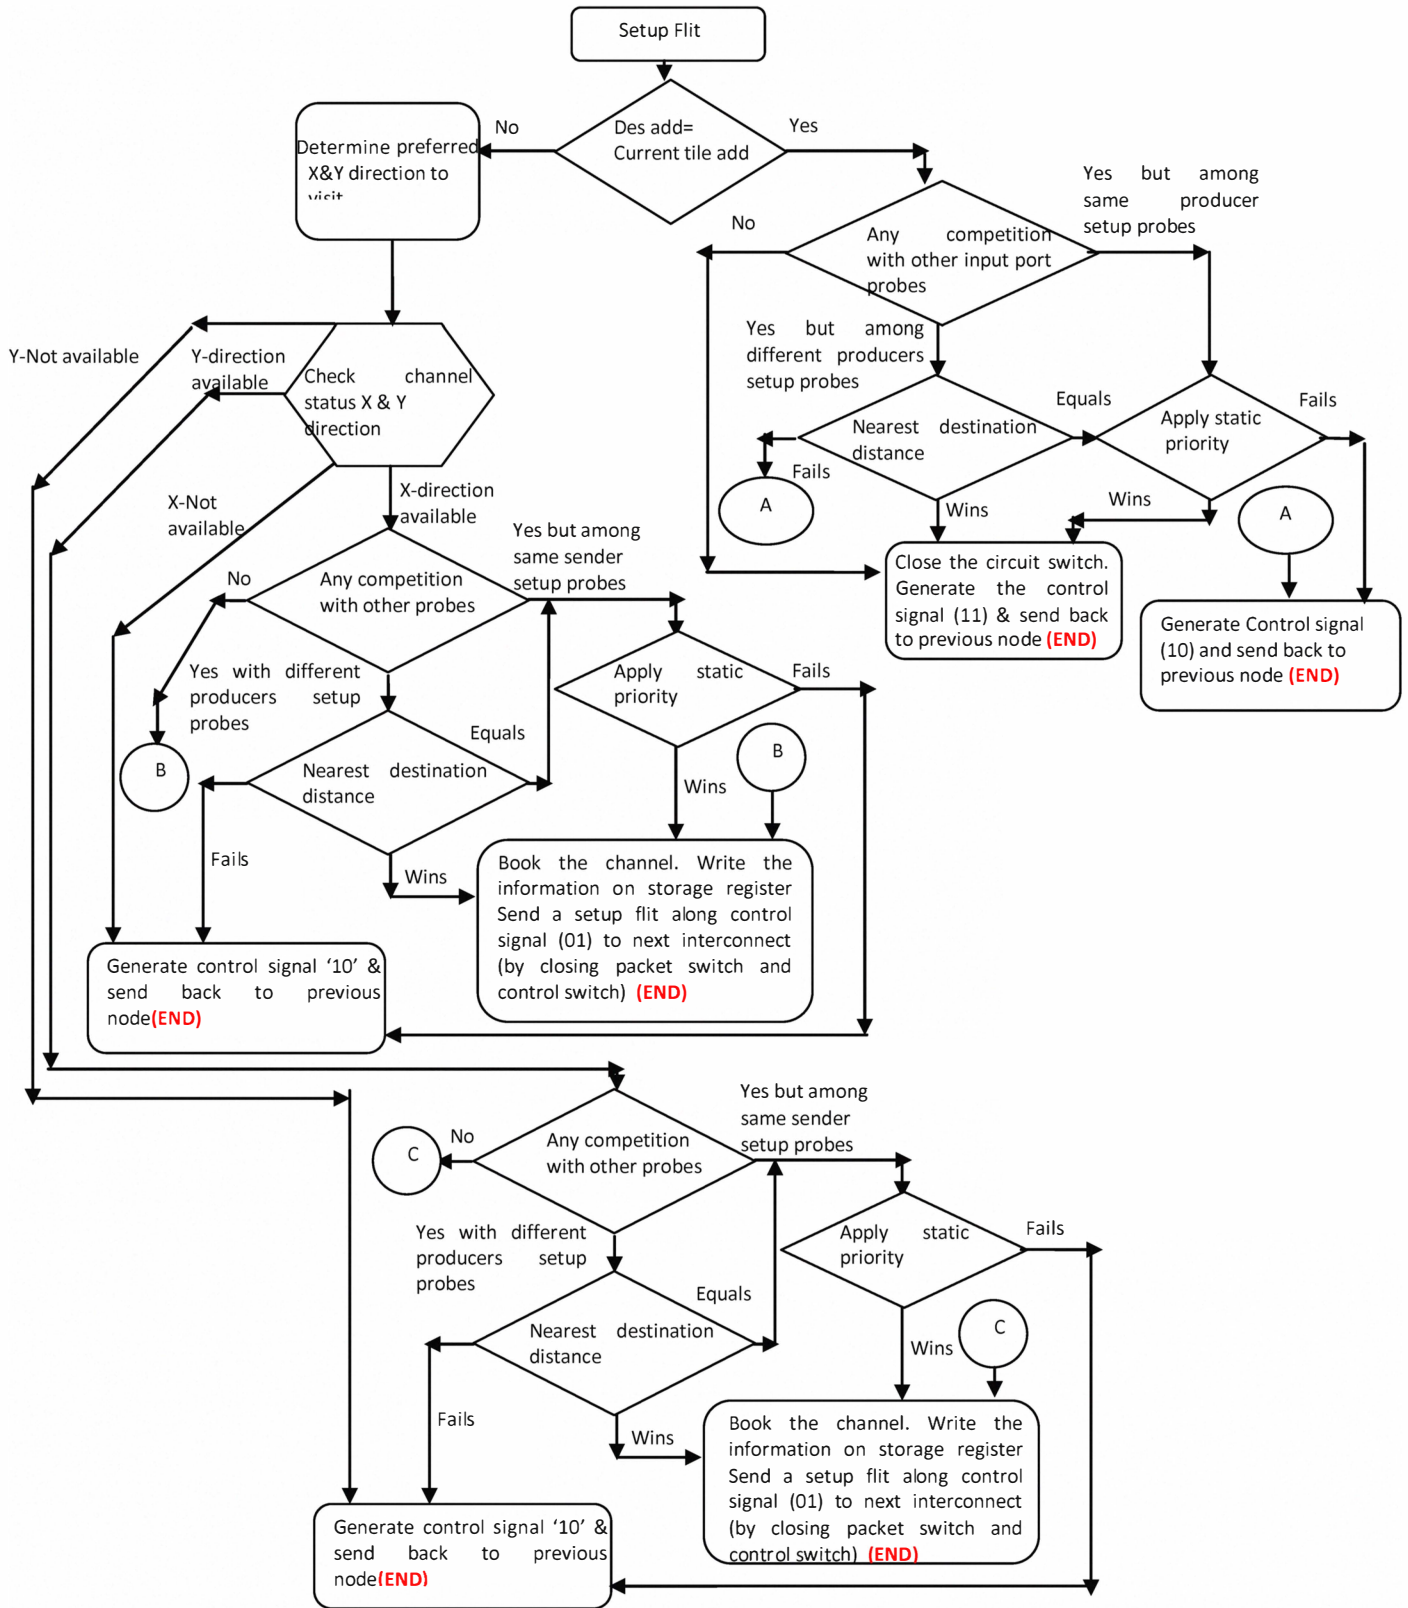 Setup Flit
Des add=
Current tile add
No
Yes
Determine preferred
X&Y direction to
visit
Yes but among
same producer
setup probes
Any competition
with other input port
probes
No
Yes but among
different producers
setup probes
Nearest destination
distance
Equals
Apply static
priority
Fails
Fails
A
Wins
Wins
A
Close the circuit switch.
Generate the control
signal (11) & send back
to previous node (END)
Generate Control signal
(10) and send back to
previous node (END)
Y-Not available
Y-direction
available
Check channel
status X & Y
direction
X-Not
available
X-direction
available
Yes but among
same sender
setup probes
No
Any competition
with other probes
Yes with different
producers setup
probes
Apply static
priority
Fails
B
Equals
Nearest destination
distance
Wins
B
Fails
Wins
Book the channel. Write the
information on storage register
Send a setup flit along control
signal (01) to next interconnect
(by closing packet switch and
control switch) (END)
Generate control signal ‘10’ &
send back to previous
node(END)
Yes but among
same sender
setup probes
C
No
Any competition
with other probes
Yes with different
producers setup
probes
Apply static
priority
Fails
Equals
Nearest destination
distance
Wins
C
Fails
Wins
Book the channel. Write the
information on storage register
Send a setup flit along control
signal (01) to next interconnect
(by closing packet switch and
control switch) (END)
Generate control signal ‘10’ &
send back to previous
node(END)